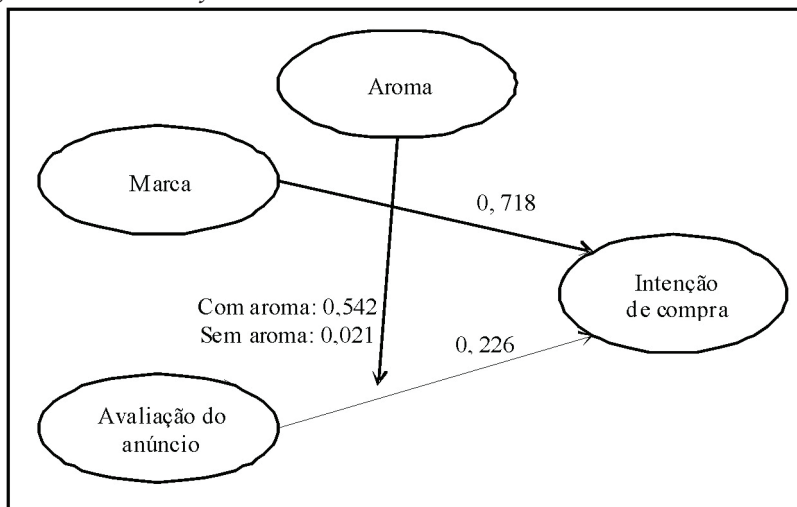 Aroma
Marca
0, 718
Intenção
de compra
Com aroma: 0,542
Sem aroma: 0,021
0, 226
Avaliação do
anúncio